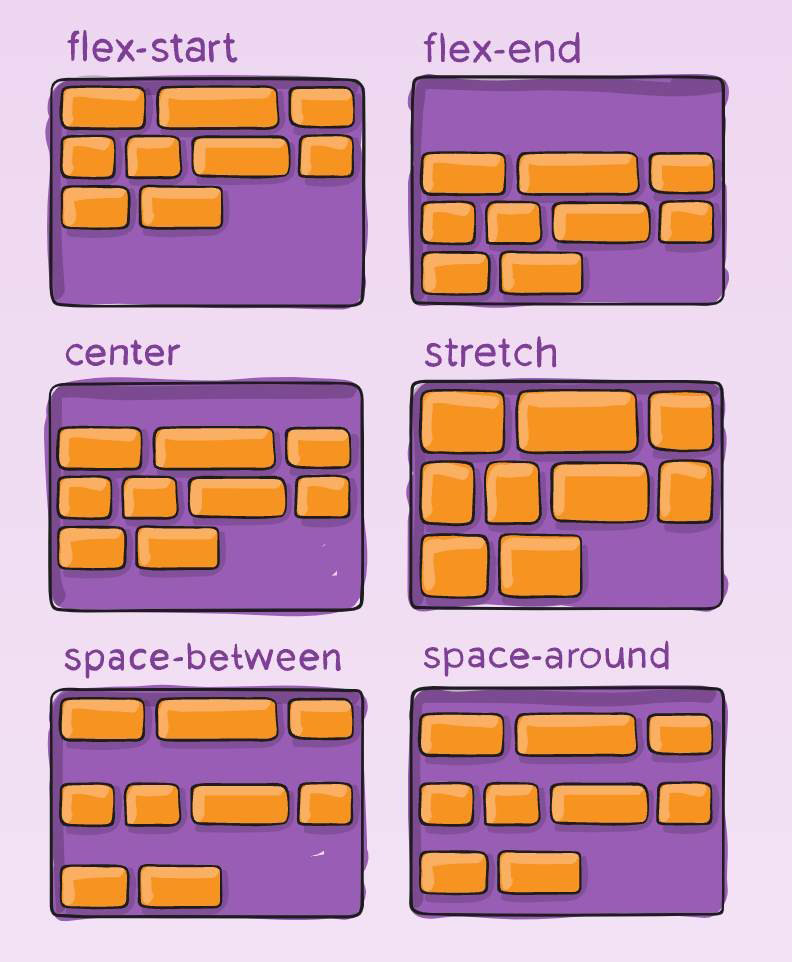 flex-start
flex-end
center
stretch
space-between
space-around